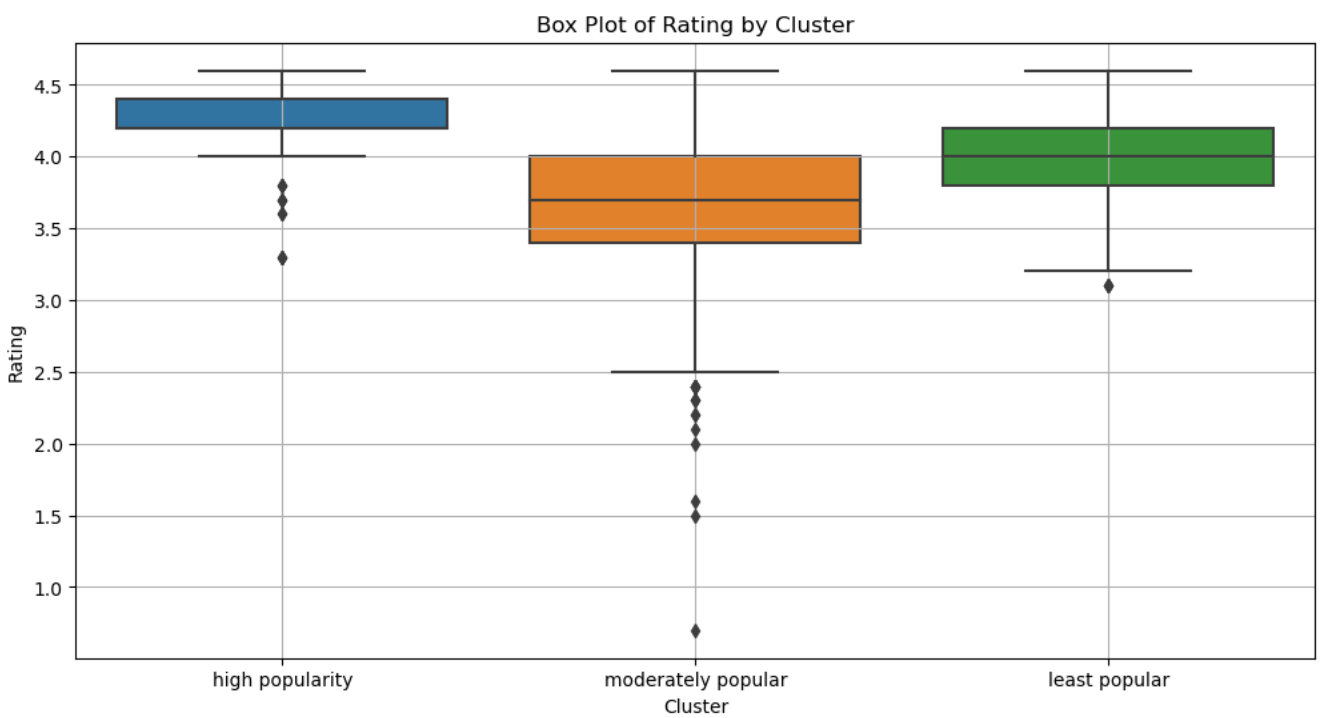 Box Plot of Rating by Cluster
4.5
4.0
3.5
3.0
2.5
2.0
1.5
1.0
Rating
high popularity
moderately popular
least popular
Cluster